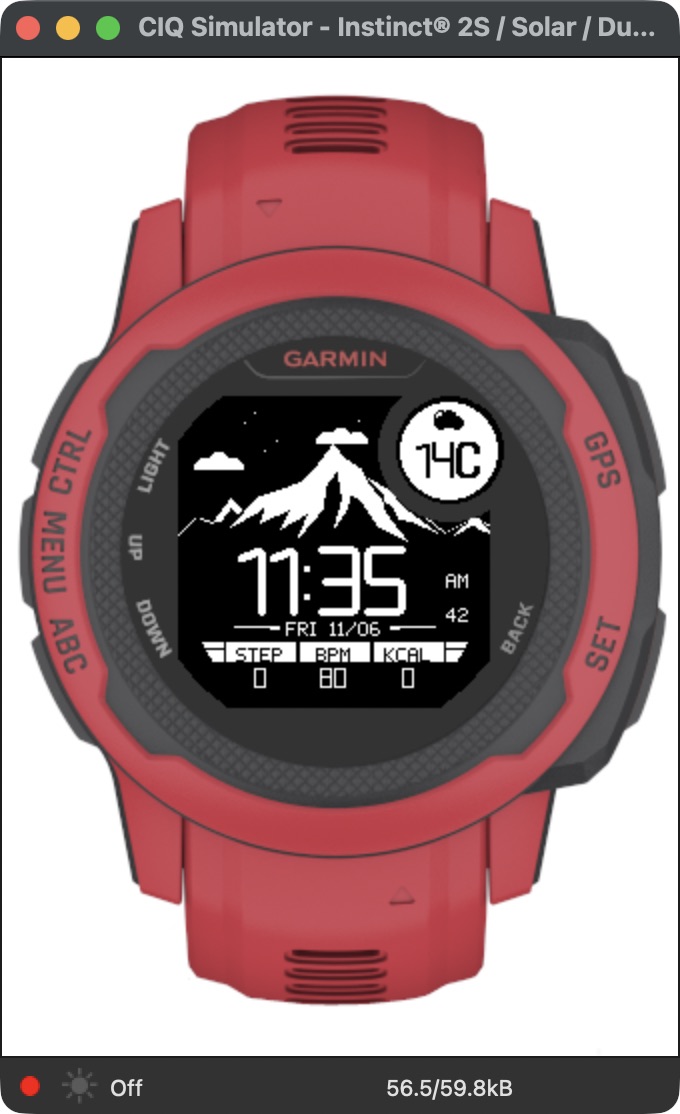 CIQ Simulator - Instinct® 2S / Solar / Du...
GARMIN
CTRL
LIGHT
GPS
14C
MENU
UP
11:35
AM
42
FRI 11/06
ABC
DOWN
BACK
SET
STEP BPM KCAL
0 80 0
Off 56.5/59.8kB